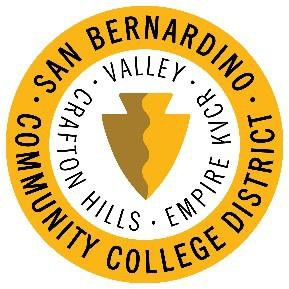 · SAN BERNARDINO ·
COMMUNITY COLLEGE DISTRICT
· VALLEY ·
CRAFTON HILLS · EMPIRE KVCR